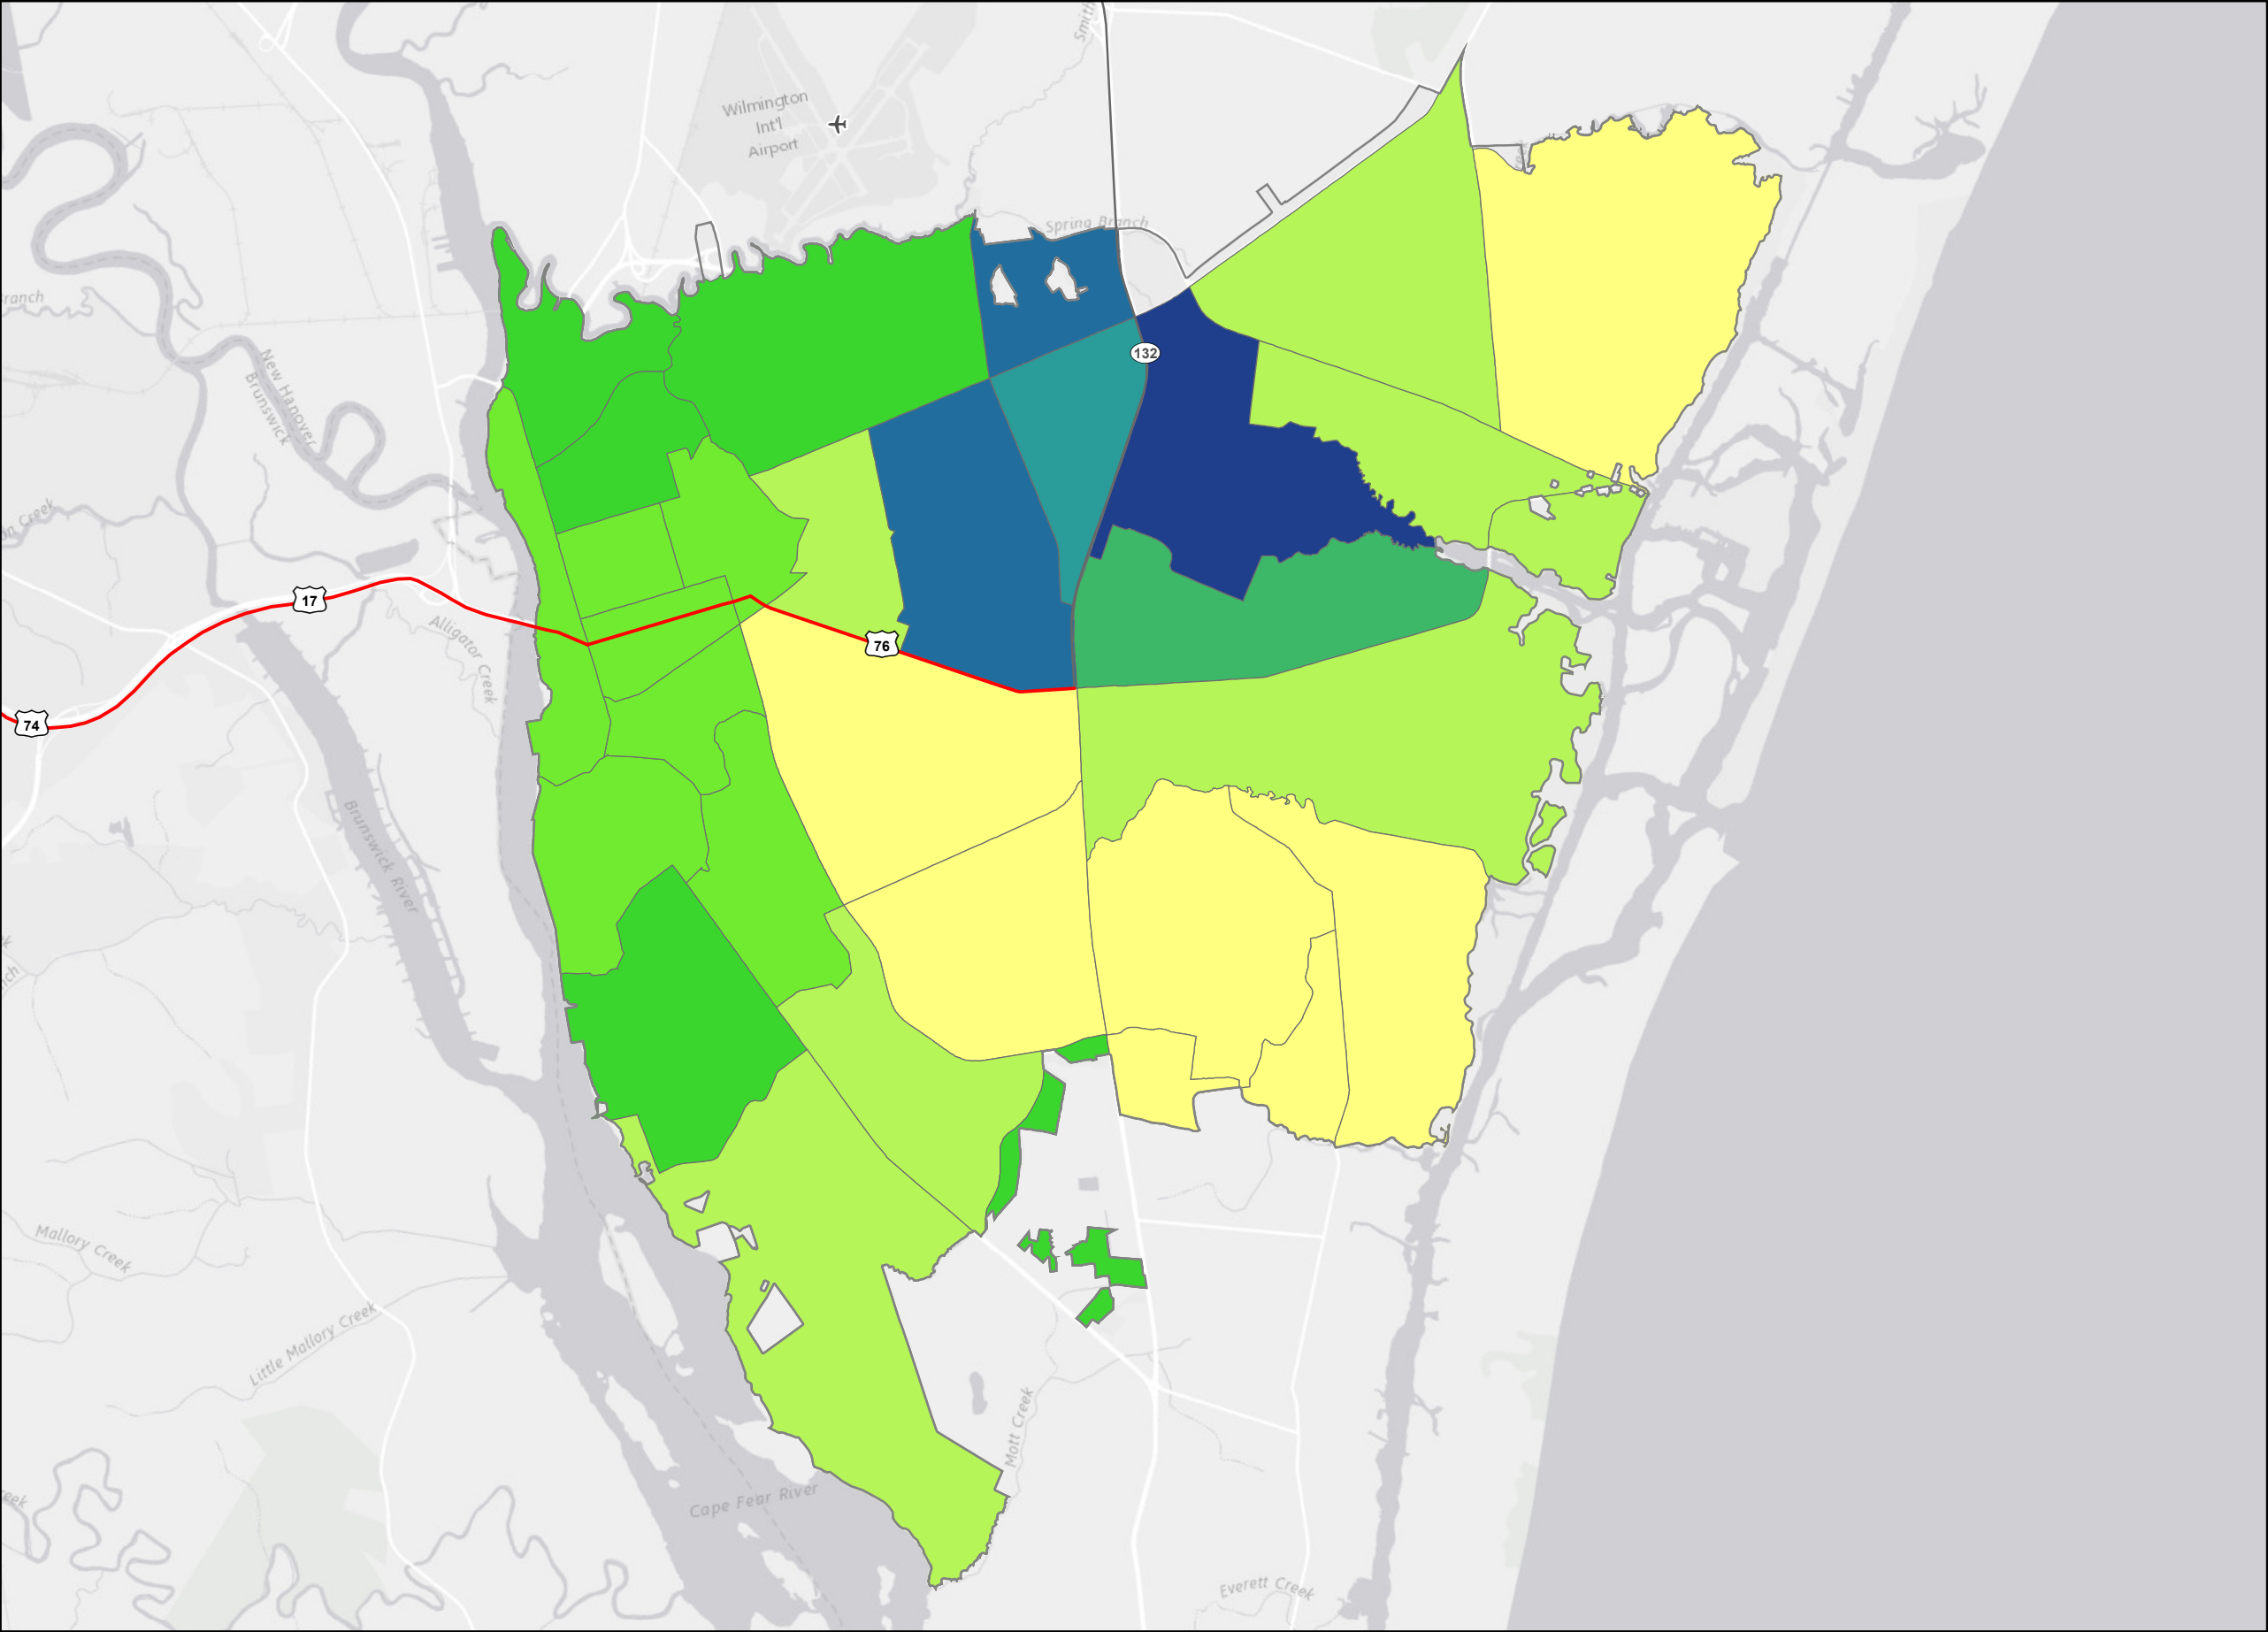 Smith
Wilmington
Int'l
Airport
Spring Branch
Branch
132
New Hanover
Brunswick
Creek
17
76
Alligator Creek
74
Brunswick River
Mallory Creek
Little Mallory Creek
Mott Creek
Cape Fear River
Everett Creek